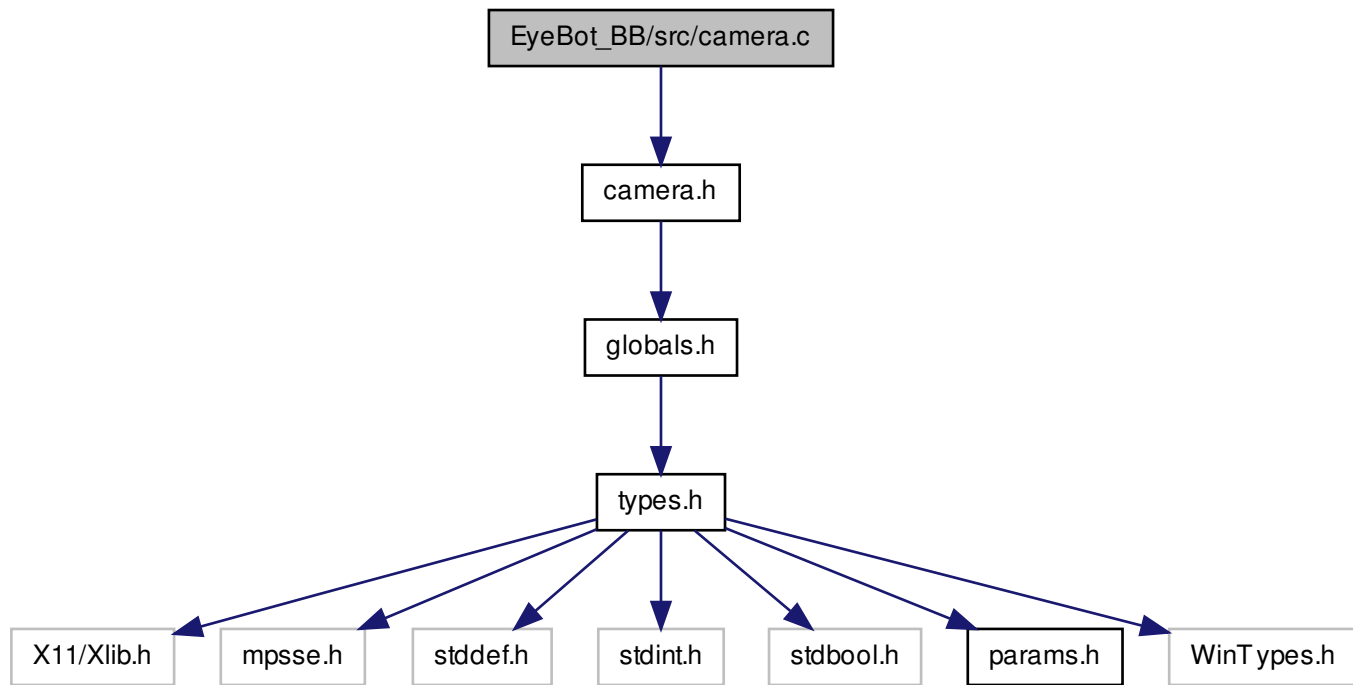 EyeBot_BB/src/camera.c
camera.h
globals.h
types.h
X11/Xlib.h
mpsse.h
stddef.h
stdint.h
stdbool.h
params.h
WinTypes.h